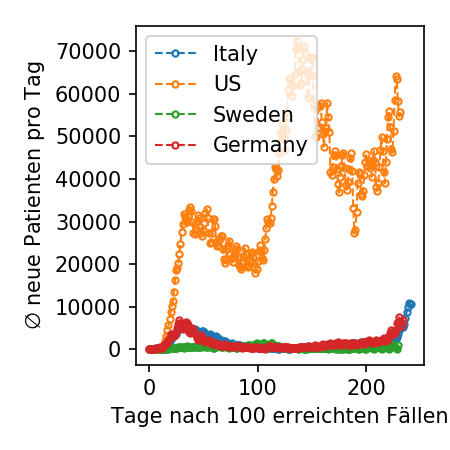 Italy
US
Sweden
Germany
∅ neue Patienten pro Tag
70000
60000
50000
40000
30000
20000
10000
0
0 100 200
Tage nach 100 erreichten Fällen